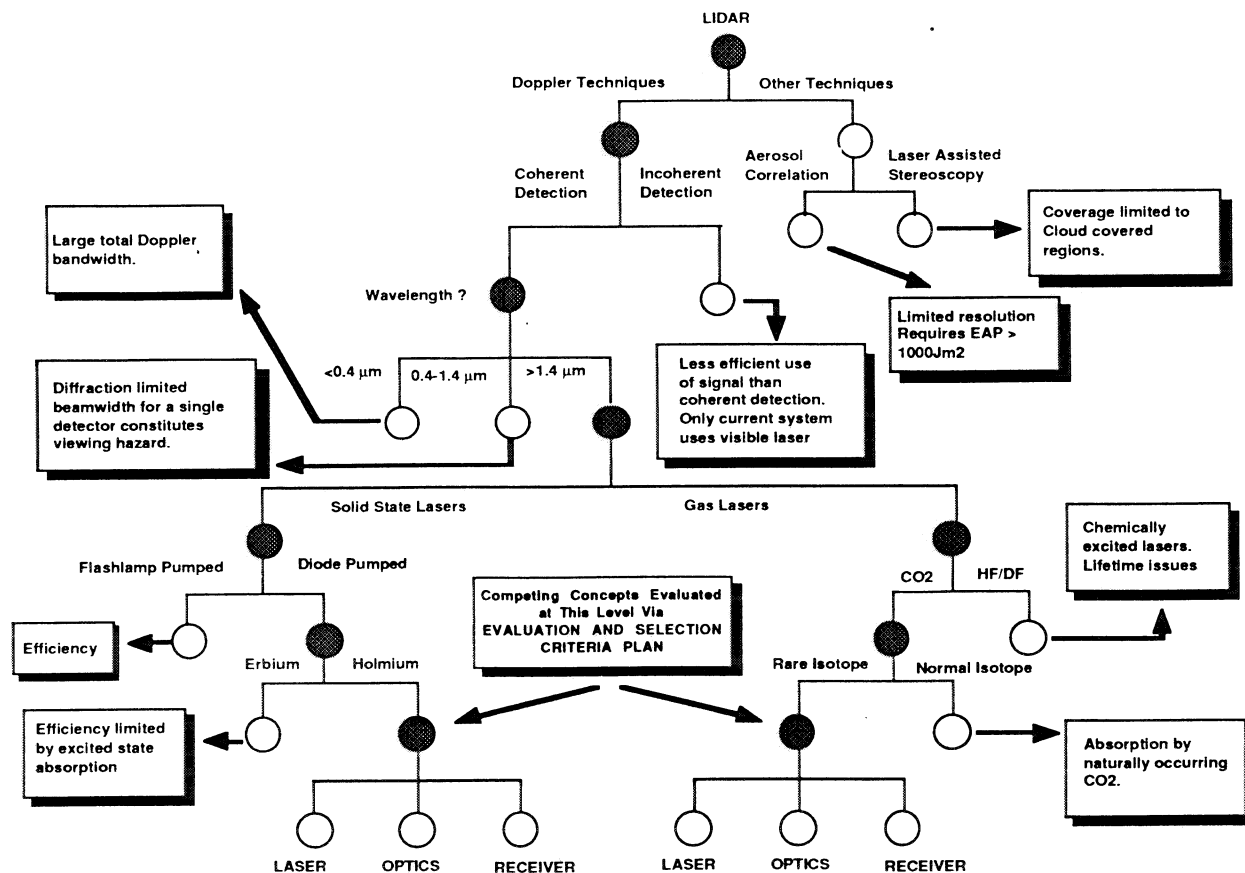 LIDAR
Doppler Techniques
Other Techniques
Coherent
Detection
Incoherent
Detection
Aerosol
Correlation
Laser Assisted
Stereoscopy
Large total Doppler
bandwidth.
Coverage limited to
Cloud covered
regions.
Wavelength ?
Limited resolution
Requires EAP >
1000Jm2
<0.4 μm
0.4-1.4 μm
>1.4 μm
Less efficient use
of signal than
coherent detection.
Only current system
uses visible laser
Diffraction limited
beamwidth for a single
detector constitutes
viewing hazard.
Solid State Lasers
Gas Lasers
Flashlamp Pumped
Diode Pumped
CO2
HF/DF
Chemically
excited lasers.
Lifetime issues
Competing Concepts Evaluated
at This Level Via
EVALUATION AND SELECTION
CRITERIA PLAN
Efficiency
Erbium
Holmium
Rare Isotope
Normal Isotope
Efficiency limited
by excited state
absorption
Absorption by
naturally occurring
CO2.
LASER
OPTICS
RECEIVER
LASER
OPTICS
RECEIVER